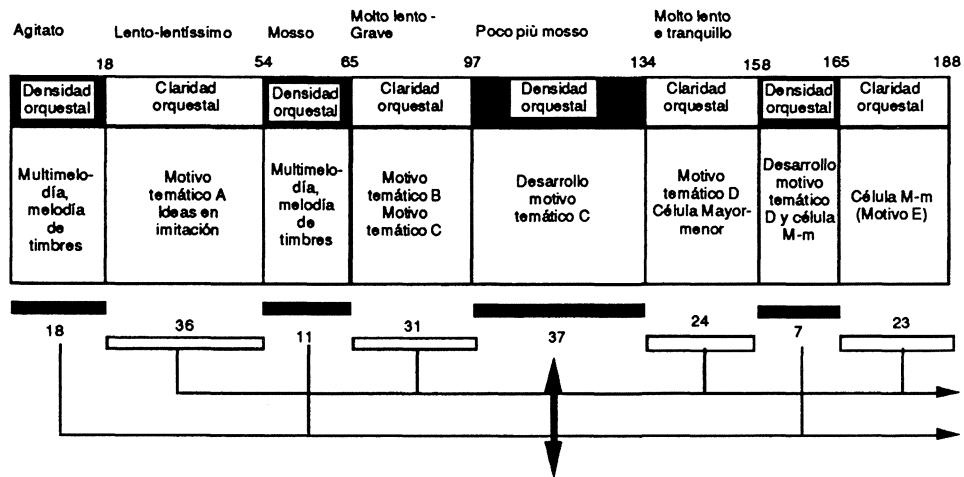 Agitato
Lento-lentíssimo
Mosso
Molto lento -
Grave
Poco più mosso
Molto lento
e tranquillo
18
54
65
97
134
158
165
188
Densidad
orquestal
Claridad
orquestal
Densidad
orquestal
Claridad
orquestal
Densidad
orquestal
Claridad
orquestal
Densidad
orquestal
Claridad
orquestal
Multimelo-
día,
melodía
de
timbres
Motivo
temático A
Ideas en
imitación
Multimelo-
día,
melodía
de
timbres
Motivo
temático B
Motivo
temático C
Desarrollo
motivo
temático C
Motivo
temático D
Célula Mayor-
menor
Desarrollo
motivo
temático
D y célula
M-m
Célula M-m
(Motivo E)
18
36
11
31
37
24
7
23